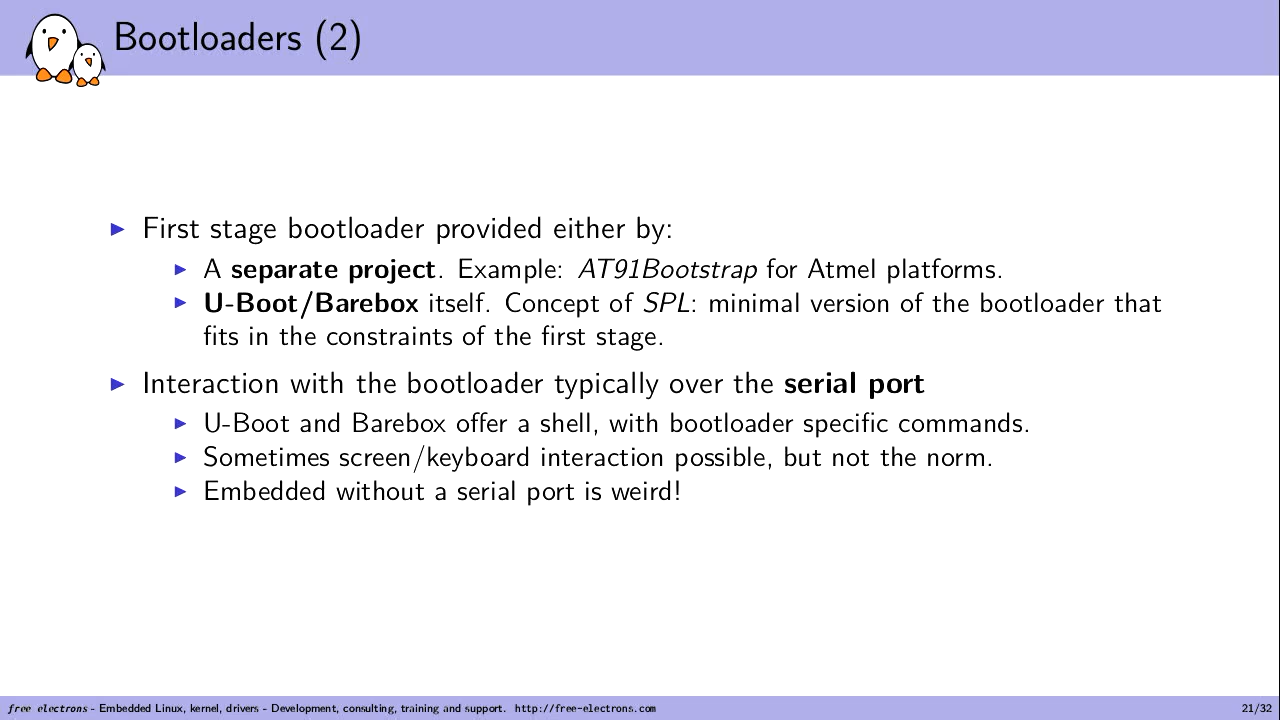 Bootloaders (2)
First stage bootloader provided either by:
A separate project. Example: AT91Bootstrap for Atmel platforms.
U-Boot/Barebox itself. Concept of SPL: minimal version of the bootloader that
fits in the constraints of the first stage.
Interaction with the bootloader typically over the serial port
U-Boot and Barebox offer a shell, with bootloader specific commands.
Sometimes screen/keyboard interaction possible, but not the norm.
Embedded without a serial port is weird!
free electrons - Embedded Linux, kernel, drivers - Development, consulting, training and support. http://free-electrons.com 21/32